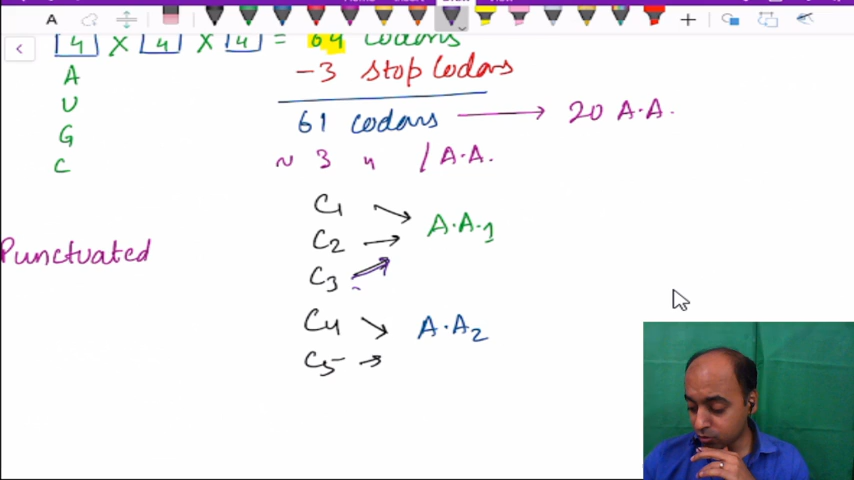 4 X 4 X 4 = 64 codons
A
U
G
C
-3 Stop Codons
61 codons → 20 A.A.
~ 3 " / A.A.
C1 → A.A.1
C2 →
C3 →
Punctuated
C4 → A.A2
C5 →